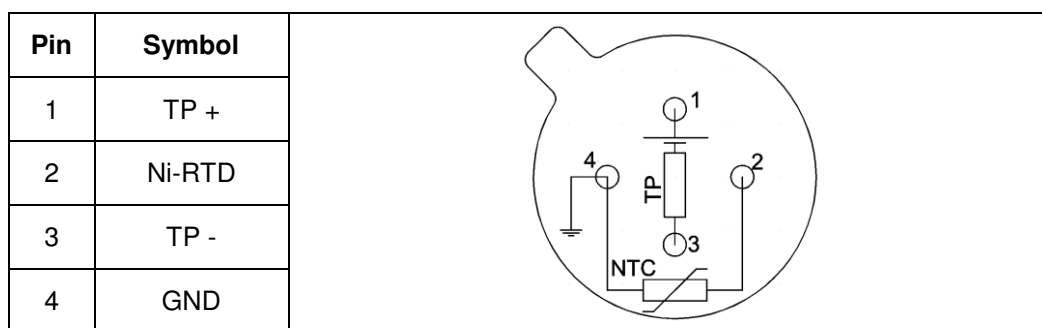 Pin Symbol
1 TP +
2 Ni-RTD
3 TP -
4 GND
1
4
2
TP
3
NTC